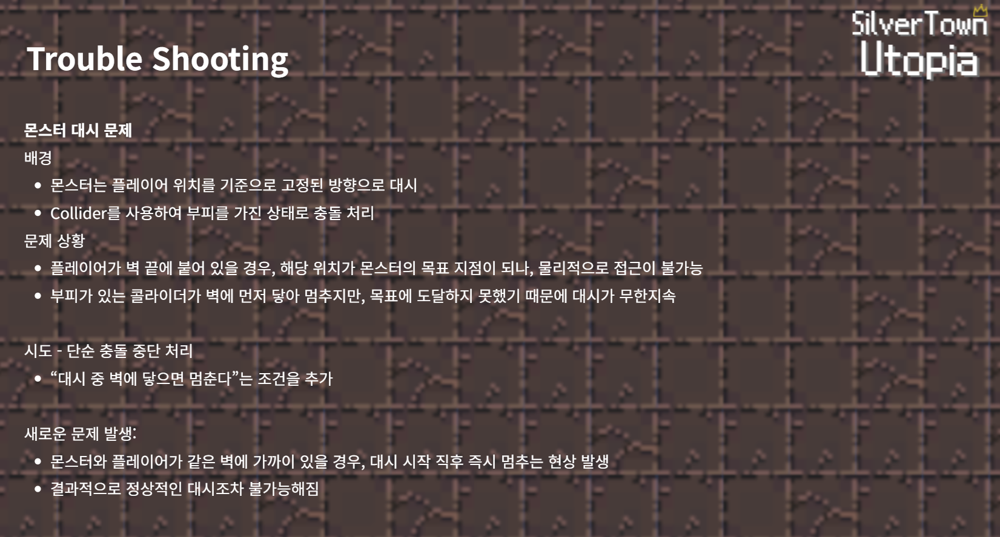 SilverTown
Utopia
Trouble Shooting
몬스터 대시 문제
배경
• 몬스터는 플레이어 위치를 기준으로 고정된 방향으로 대시
• Collider를 사용하여 부피를 가진 상태로 충돌 처리
문제 상황
• 플레이어가 벽 끝에 붙어 있을 경우, 해당 위치가 몬스터의 목표 지점이 되나, 물리적으로 접근이 불가능
• 부피가 있는 콜라이더가 벽에 먼저 닿아 멈추지만, 목표에 도달하지 못했기 때문에 대시가 무한지속
시도 - 단순 충돌 중단 처리
• “대시 중 벽에 닿으면 멈춘다”는 조건을 추가
새로운 문제 발생:
• 몬스터와 플레이어가 같은 벽에 가까이 있을 경우, 대시 시작 직후 즉시 멈추는 현상 발생
• 결과적으로 정상적인 대시조차 불가능해짐